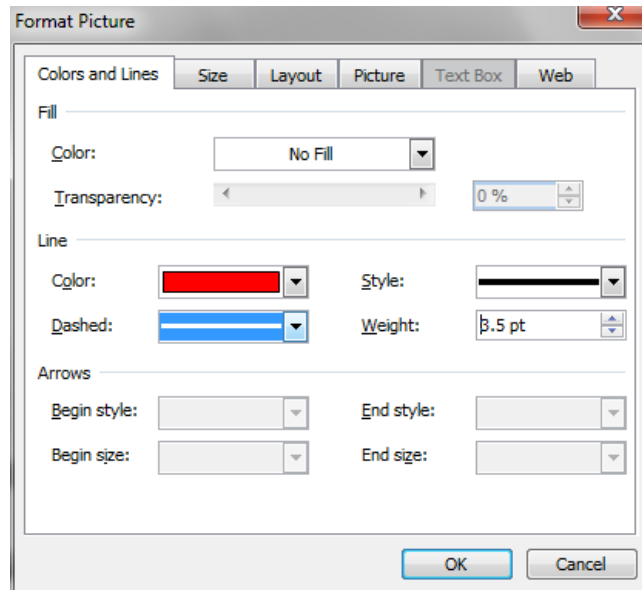 Format Picture
X
Colors and Lines Size Layout Picture Text Box Web
Fill
Color: No Fill
Transparency: 0 %
Line
Color: Style:
Dashed: Weight: 3.5 pt
Arrows
Begin style: End style:
Begin size: End size:
OK Cancel